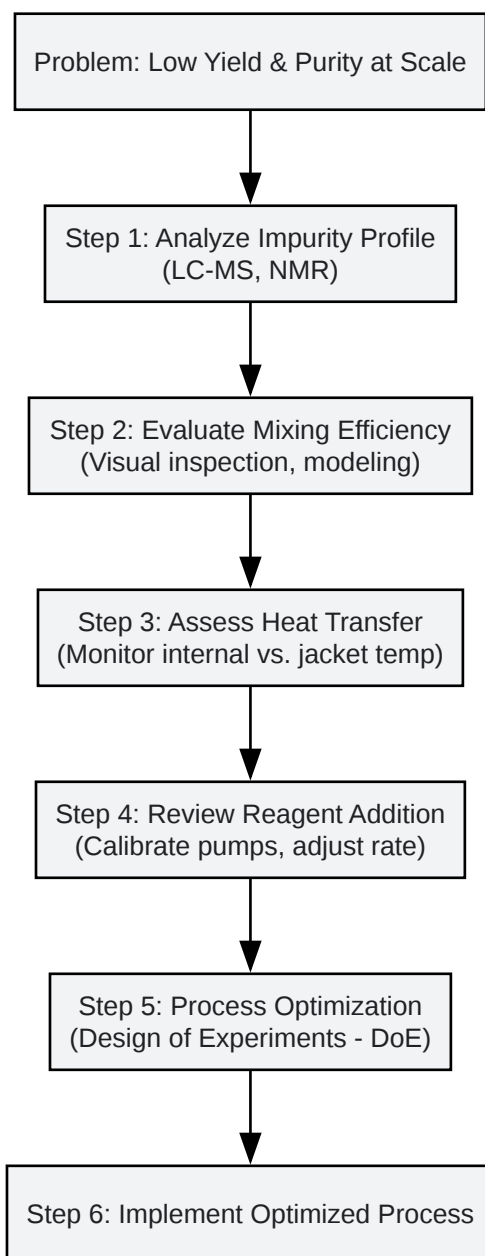 Problem: Low Yield & Purity at Scale
Step 1: Analyze Impurity Profile
(LC-MS, NMR)
Step 2: Evaluate Mixing Efficiency
(Visual inspection, modeling)
Step 3: Assess Heat Transfer
(Monitor internal vs. jacket temp)
Step 4: Review Reagent Addition
(Calibrate pumps, adjust rate)
Step 5: Process Optimization
(Design of Experiments - DoE)
Step 6: Implement Optimized Process